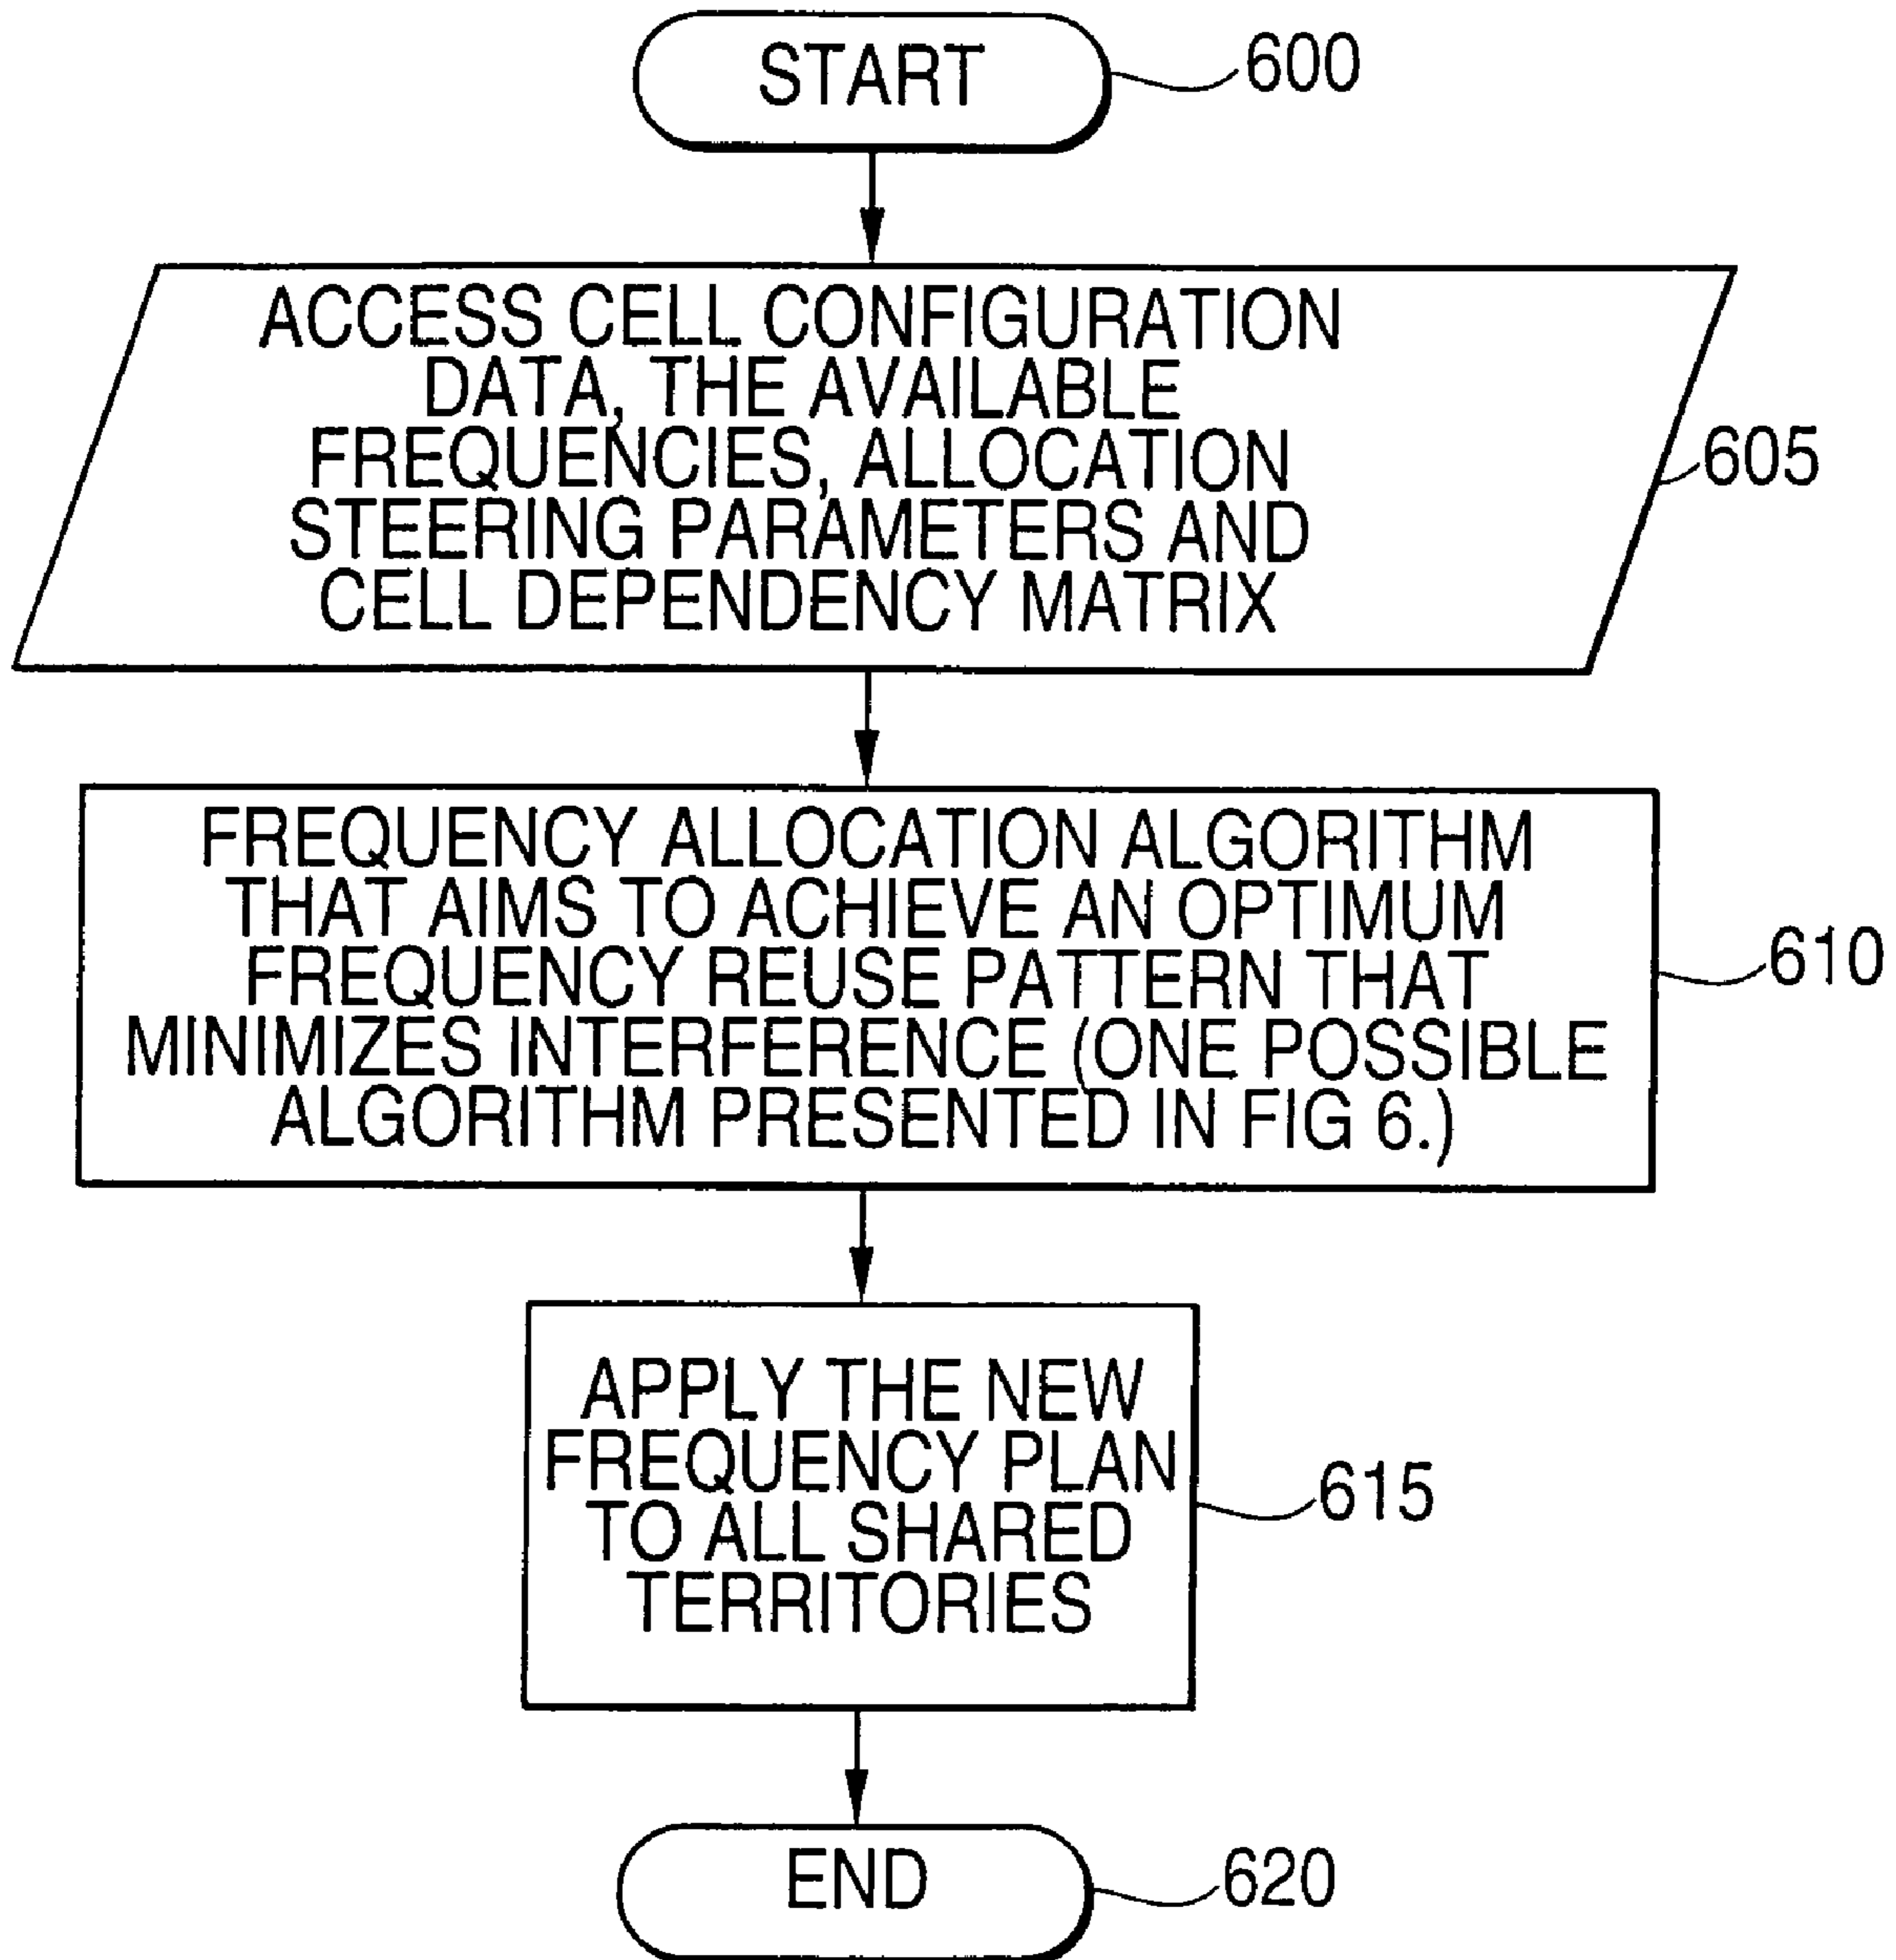 START
600
ACCESS CELL CONFIGURATION
DATA, THE AVAILABLE
FREQUENCIES, ALLOCATION
STEERING PARAMETERS AND
CELL DEPENDENCY MATRIX
605
FREQUENCY ALLOCATION ALGORITHM
THAT AIMS TO ACHIEVE AN OPTIMUM
FREQUENCY REUSE PATTERN THAT
MINIMIZES INTERFERENCE (ONE POSSIBLE
ALGORITHM PRESENTED IN FIG 6.)
610
APPLY THE NEW
FREQUENCY PLAN
TO ALL SHARED
TERRITORIES
615
END
620